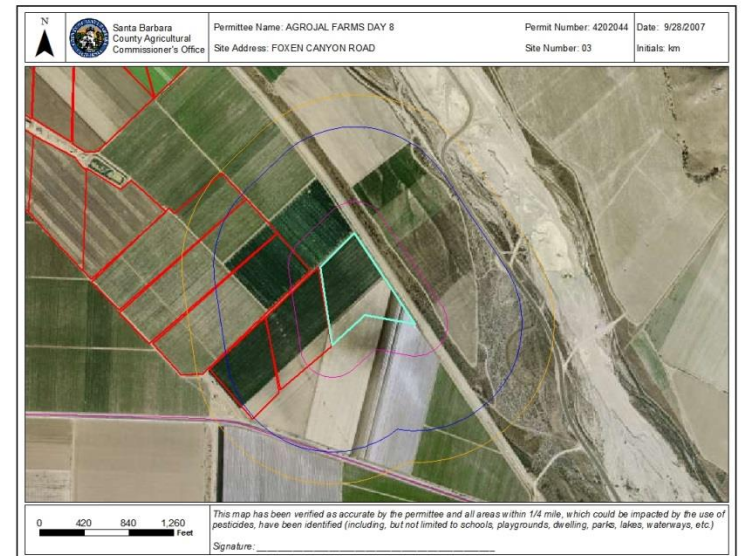 N
Santa Barbara
County Agricultural
Commissioner's Office
Permittee Name: AGROJAL FARMS DAY 8
Permit Number: 4202044
Date: 9/28/2007
Site Address: FOXEN CANYON ROAD
Site Number: 03
Initials: km
0 420 840 1,260
Feet
This map has been verified as accurate by the permittee and all areas within 1/4 mile, which could be impacted by the use of
pesticides, have been identified (including, but not limited to schools, playgrounds, dwelling, parks, lakes, waterways, etc.)
Signature: